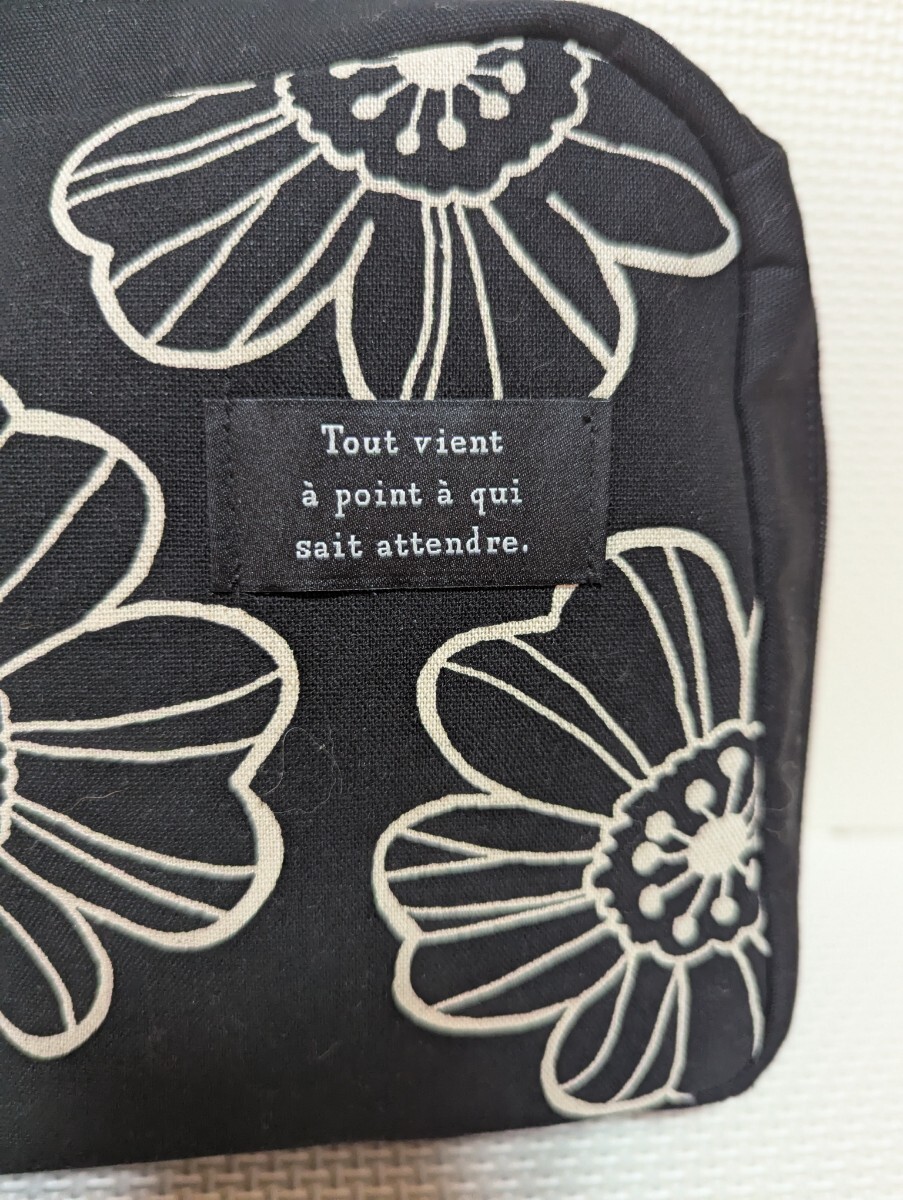 Tout vient
à point à qui
sait attendre.